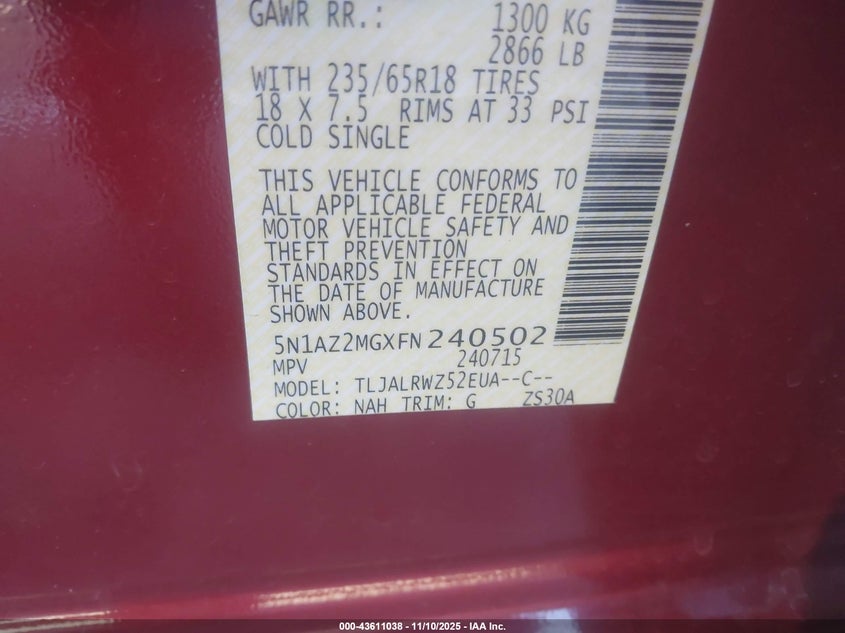 GAWR RR.: 1300 KG
2866 LB
WITH 235/65R18 TIRES
18 X 7.5 RIMS AT 33 PSI
COLD SINGLE
THIS VEHICLE CONFORMS TO
ALL APPLICABLE FEDERAL
MOTOR VEHICLE SAFETY AND
THEFT PREVENTION
STANDARDS IN EFFECT ON
THE DATE OF MANUFACTURE
SHOWN ABOVE.
5N1AZ2MGXFN240502
MPV 240715
MODEL: TLJALRWZ52EUA--C--
COLOR: NAH TRIM: G ZS30A
000-43611038 - 11/10/2025 - IAA Inc.